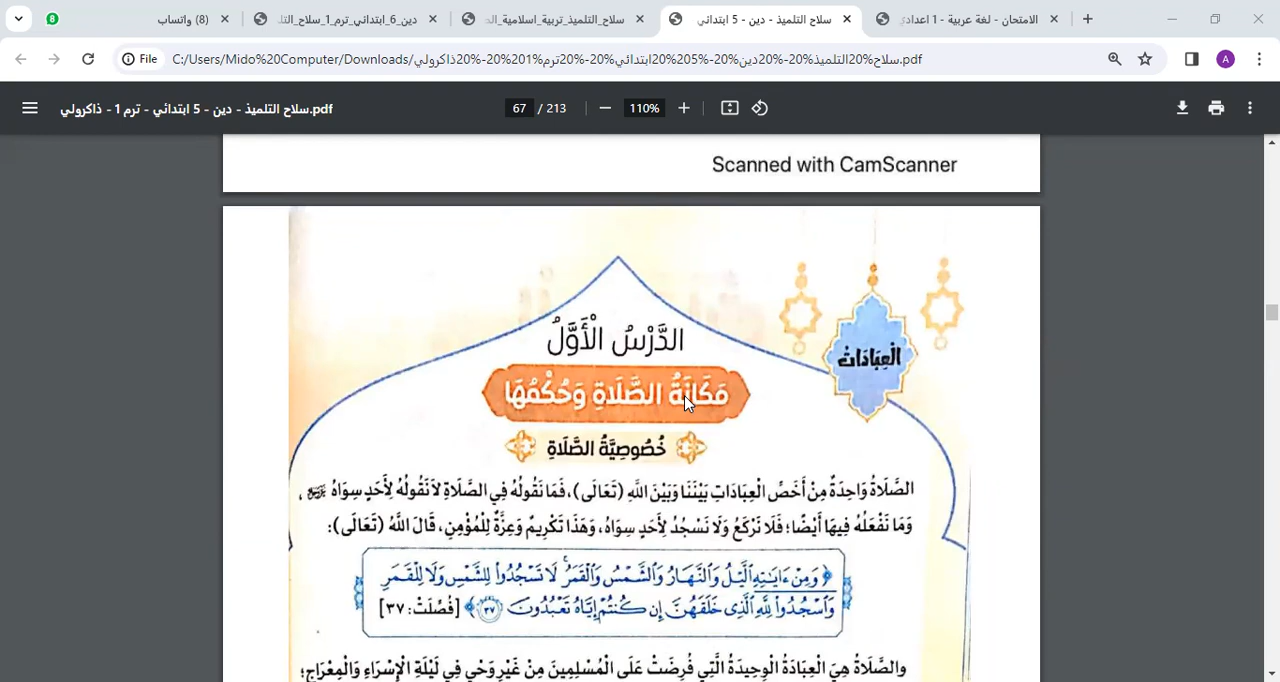 (8) واتساب
دين_6_ابتدائي_ترم_1_سلاح_التل
سلاح_التلميذ_تربية_اسلامية_الص
سلاح التلميذ - دين - 5 ابتدائي
الامتحان - لغة عربية - 1 اعدادي
File
C:/Users/Mido%20Computer/Downloads/سلاح%20التلميذ%20-%20دين%20-%205%20ابتدائي%20-%20ترم%201%20-%20ذاكرولي.pdf
A
سلاح التلميذ - دين - 5 ابتدائي - ترم 1 - ذاكرولي.pdf
67 / 213
110%
Scanned with CamScanner
الْعِبَادَاتُ
الدَّرْسُ الْأَوَّلُ
مَكَانَةُ الصَّلَاةِ وَحُكْمُهَا
خُصُوصِيَّةُ الصَّلَاةِ
الصَّلَاةُ وَاحِدَةٌ مِنْ أَخَصِّ الْعِبَادَاتِ بَيْنَنَا وَبَيْنَ اللَّهِ (تَعَالَى)، فَمَا نَقُولُهُ فِي الصَّلَاةِ لَا نَقُولُهُ لِأَحَدٍ سِوَاهُ ،
وَمَا نَفْعَلُهُ فِيهَا أَيْضًا؛ فَلَا نَرْكَعُ وَلَا نَسْجُدُ لِأَحَدٍ سِوَاهُ، وَهَذَا تَكْرِيمٌ وَعِزَّةٌ لِلْمُؤْمِنِ، قَالَ اللَّهُ (تَعَالَى):
﴿ وَمِنْ ءَايَٰتِهِ ٱلَّيْلُ وَٱلنَّهَارُ وَٱلشَّمْسُ وَٱلْقَمَرُ ۚ لَا تَسْجُدُوا۟ لِلشَّمْسِ وَلَا لِلْقَمَرِ
وَٱسْجُدُوا۟ لِلَّهِ ٱلَّذِى خَلَقَهُنَّ إِن كُنتُمْ إِيَّاهُ تَعْبُدُونَ ۝٣٧ ﴾ [فُصِّلَتْ: ٣٧]
وَالصَّلَاةُ هِيَ الْعِبَادَةُ الْوَحِيدَةُ الَّتِي فُرِضَتْ عَلَى الْمُسْلِمِينَ مِنْ غَيْرِ وَحْيٍ فِي لَيْلَةِ الْإِسْرَاءِ وَالْمِعْرَاجِ؛